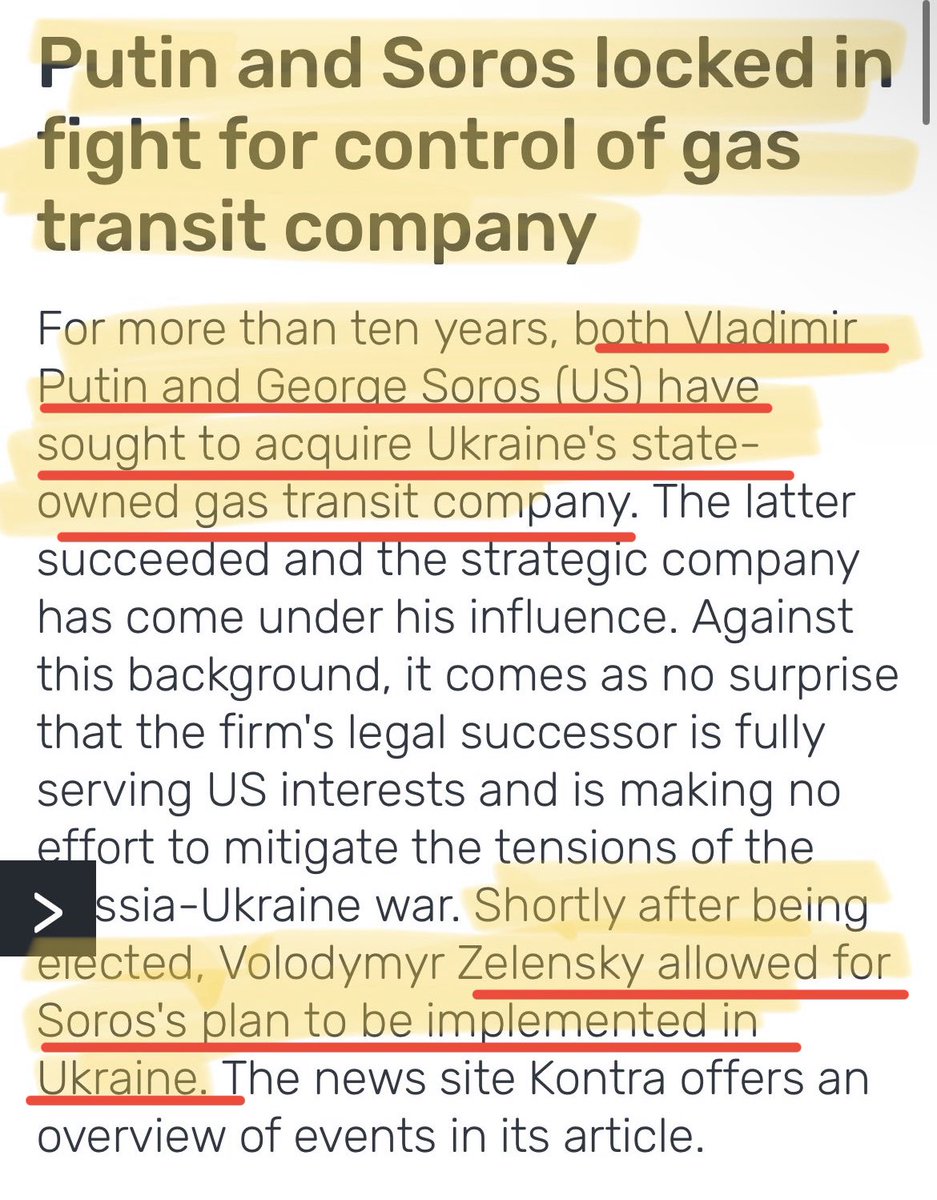 Putin and Soros locked in
fight for control of gas
transit company
For more than ten years, both Vladimir
Putin and George Soros (US) have
sought to acquire Ukraine's state-
owned gas transit company. The latter
succeeded and the strategic company
has come under his influence. Against
this background, it comes as no surprise
that the firm's legal successor is fully
serving US interests and is making no
effort to mitigate the tensions of the
ssia-Ukraine war. Shortly after being
elected, Volodymyr Zelensky allowed for
Soros's plan to be implemented in
Ukraine. The news site Kontra offers an
overview of events in its article.